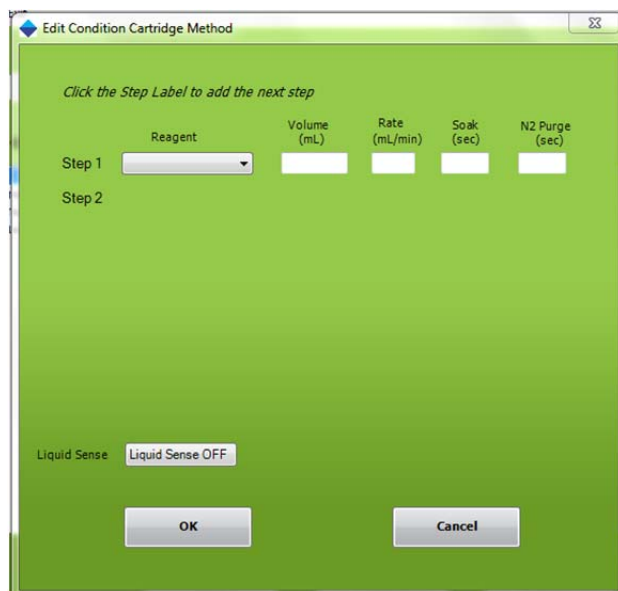 Edit Condition Cartridge Method
Click the Step Label to add the next step
Reagent Volume (mL) Rate (mL/min) Soak (sec) N2 Purge (sec)
Step 1
Step 2
Liquid Sense Liquid Sense OFF
OK Cancel